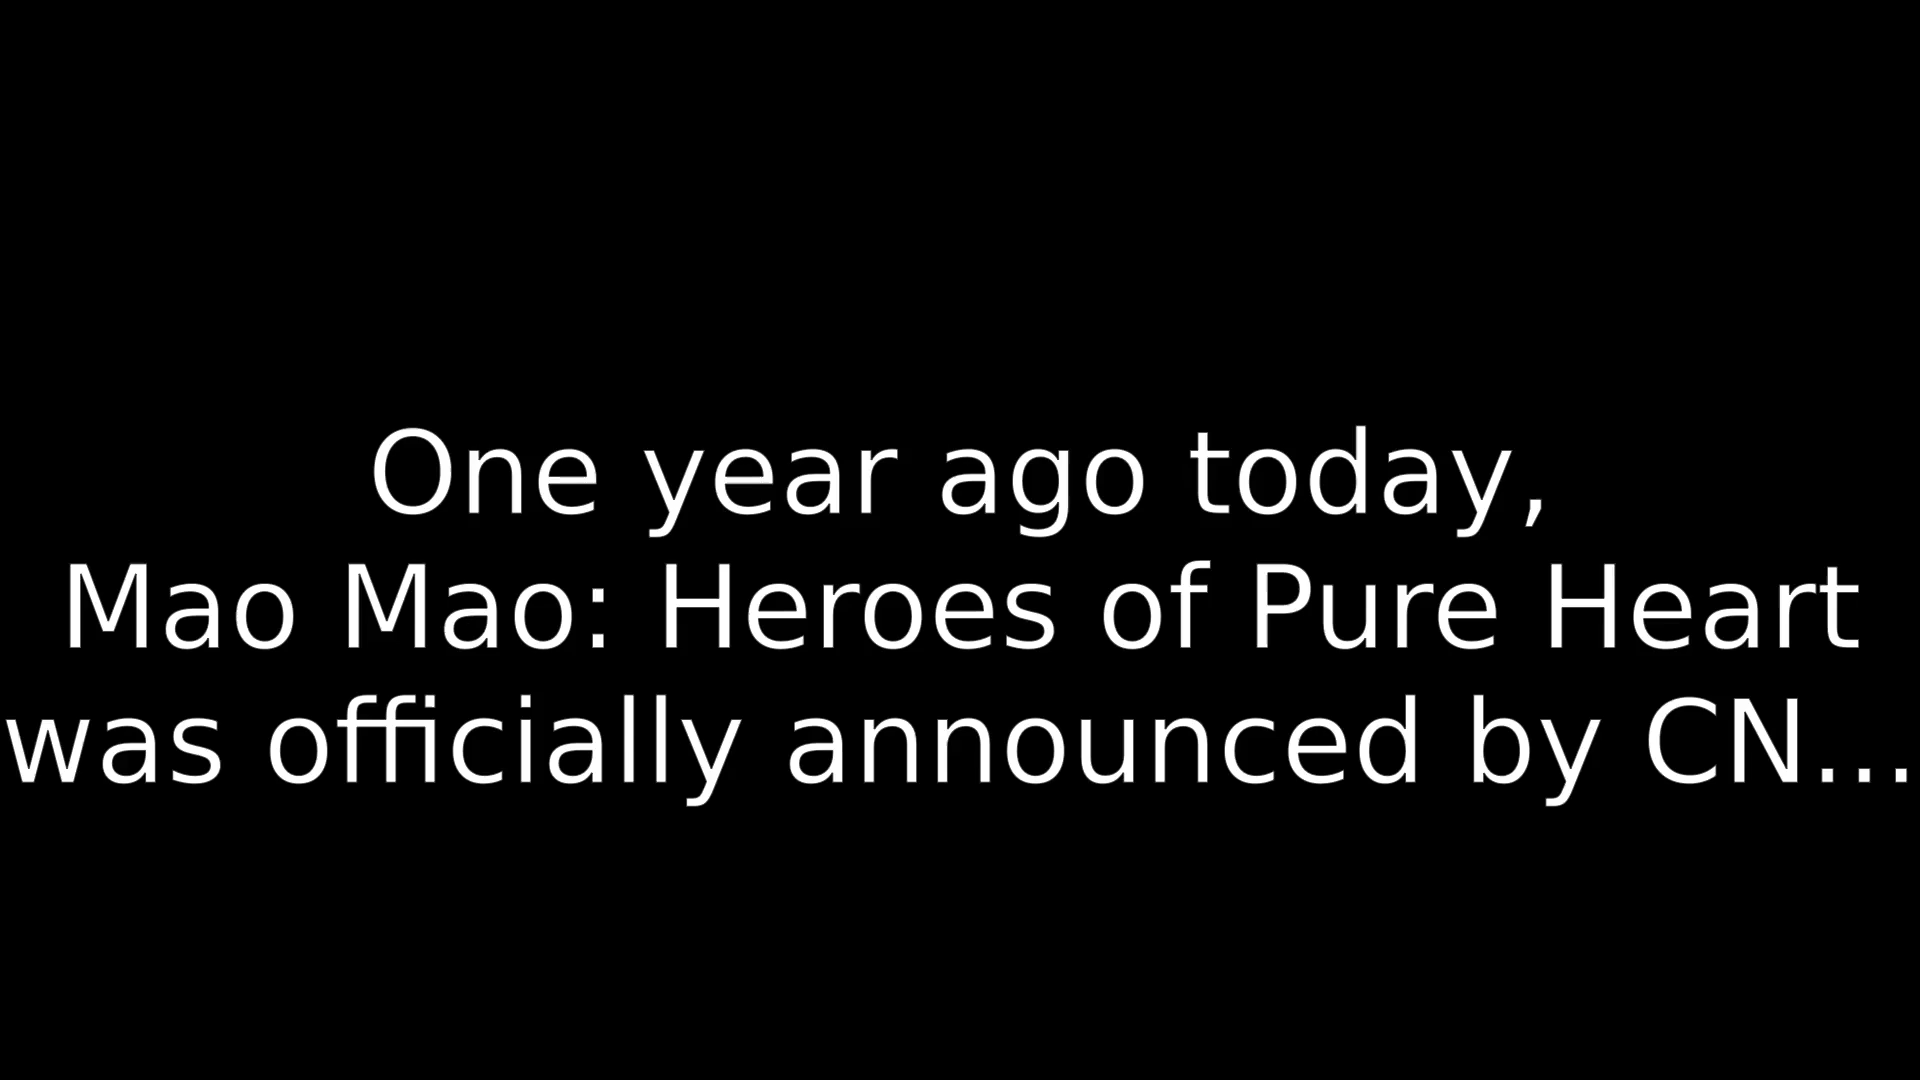 One year ago today,
Mao Mao: Heroes of Pure Heart
was officially announced by CN...